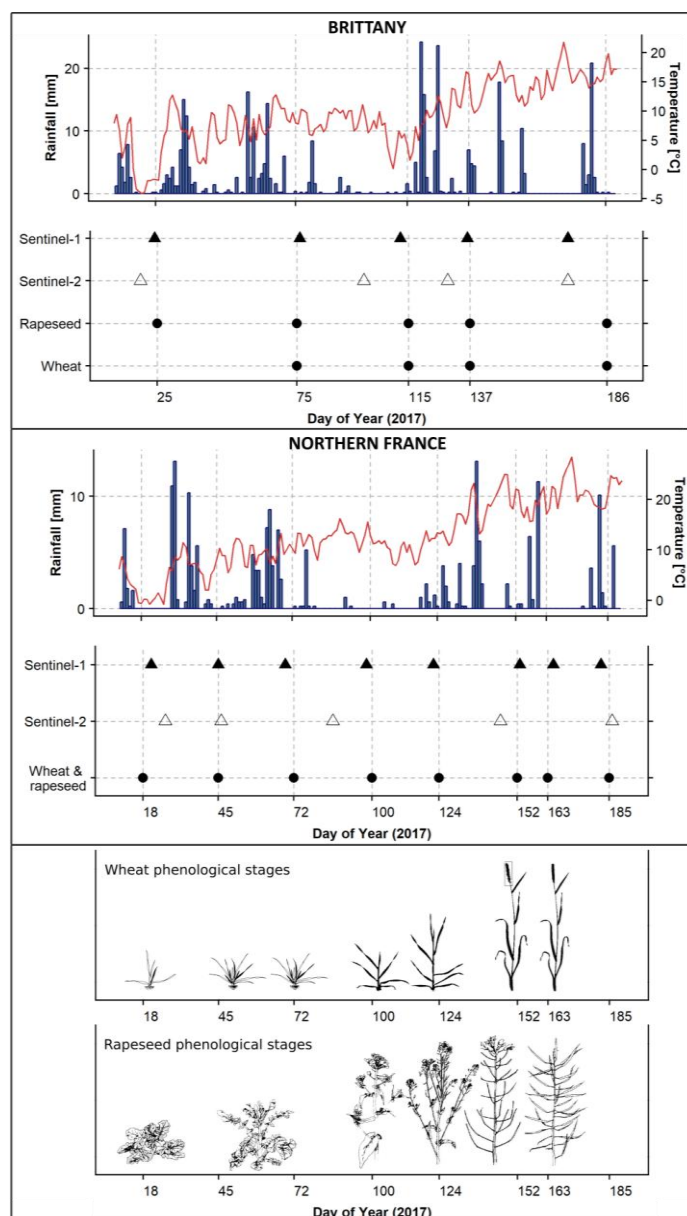 BRITTANY
Rainfall [mm]
20
10
0
Temperature [°C]
20
15
10
5
0
-5
Sentinel-1
Sentinel-2
Rapeseed
Wheat
25 75 115 137 186
Day of Year (2017)
NORTHERN FRANCE
Rainfall [mm]
10
0
Temperature [°C]
20
10
0
Sentinel-1
Sentinel-2
Wheat &
rapeseed
18 45 72 100 124 152 163 185
Day of Year (2017)
Wheat phenological stages
18 45 72 100 124 152 163 185
Rapeseed phenological stages
18 45 72 100 124 152 163 185
Day of Year (2017)